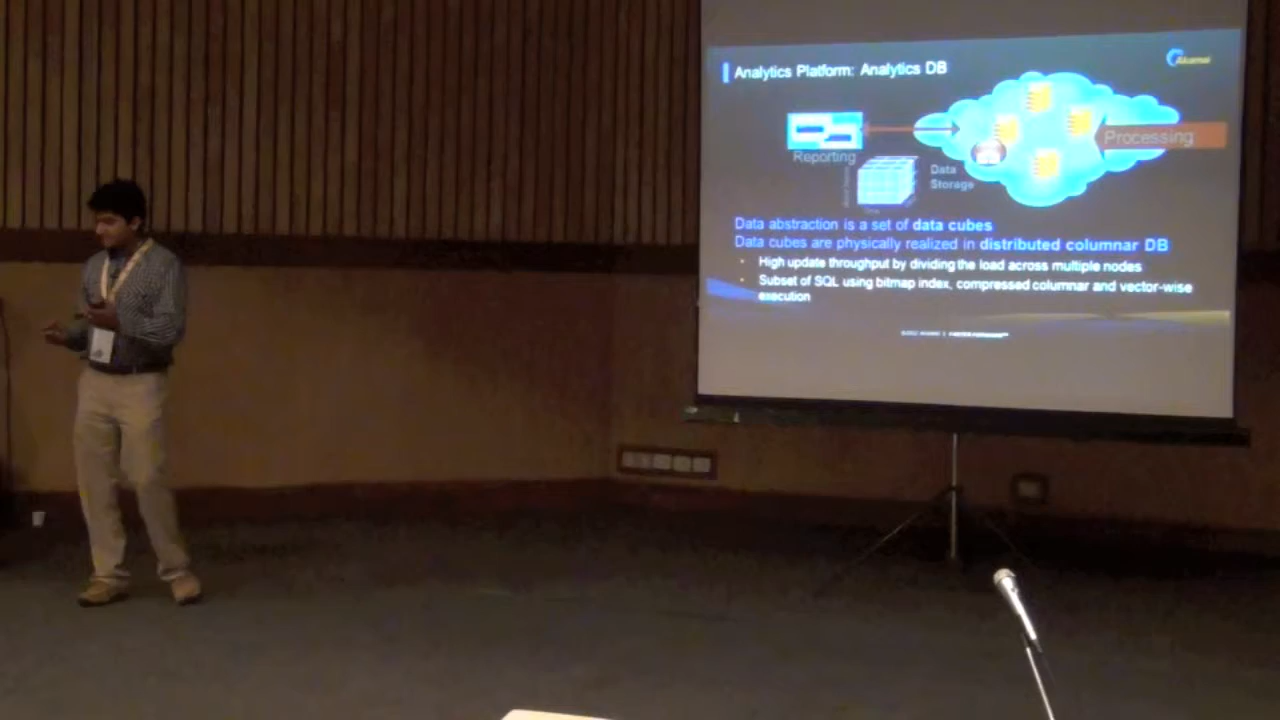 Analytics Platform: Analytics DB
Akamai
Processing
Reporting
Data
Storage
Data abstraction is a set of data cubes
Data cubes are physically realized in distributed columnar DB
• High update throughput by dividing the load across multiple nodes
• Subset of SQL using bitmap index, compressed columnar and vector-wise
execution